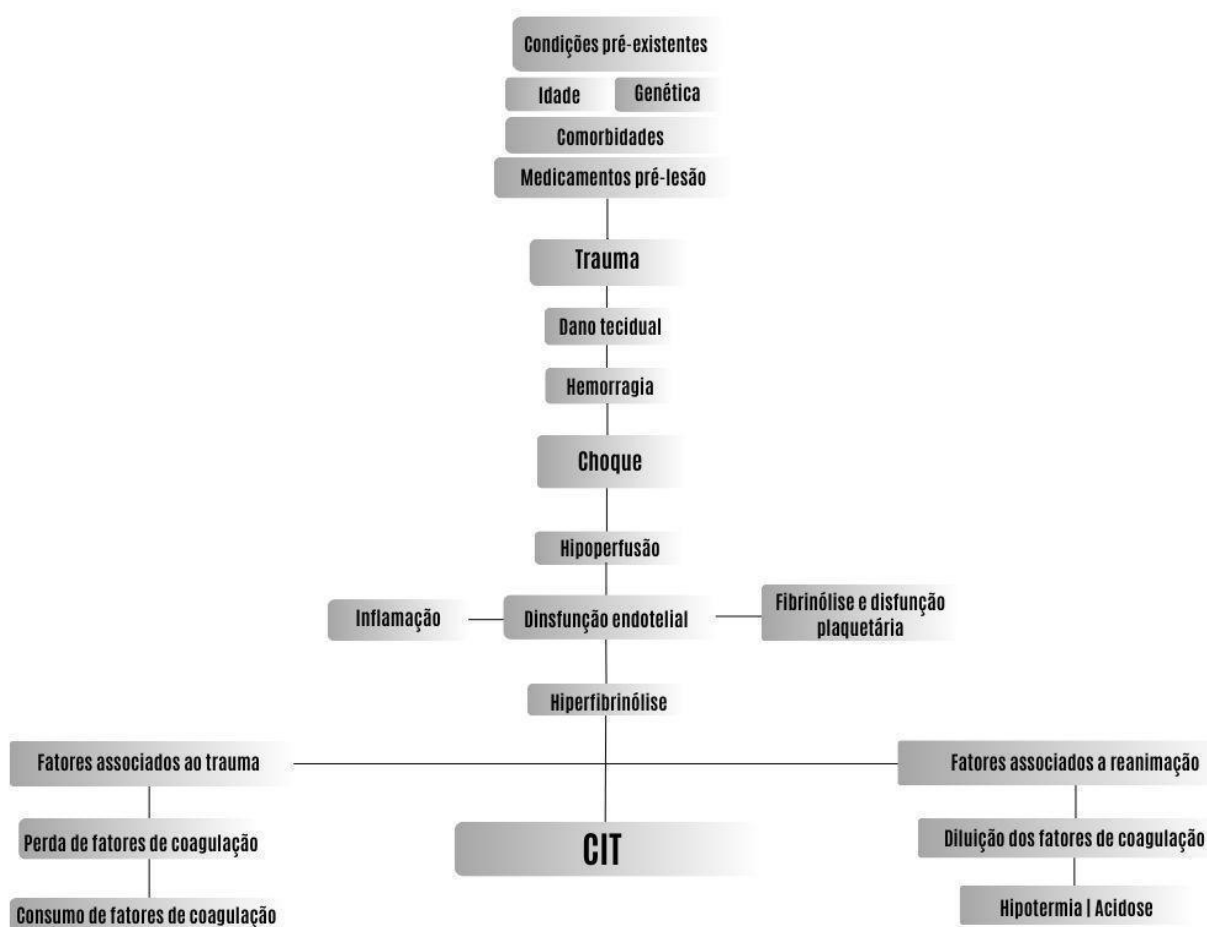 Condições pré-existentes
Idade
Genética
Comorbidades
Medicamentos pré-lesão
Trauma
Dano tecidual
Hemorragia
Choque
Hipoperfusão
Inflamação
Dinsfunção endotelial
Fibrinólise e disfunção
plaquetária
Hiperfibrinólise
Fatores associados ao trauma
Fatores associados a reanimação
Perda de fatores de coagulação
CIT
Diluição dos fatores de coagulação
Consumo de fatores de coagulação
Hipotermia | Acidose